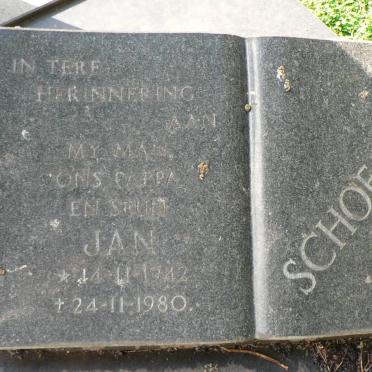 IN TERE
HERINNERING
AAN
MY MAN,
ONS PAPPA
EN SEUN
JAN
* 14-11-1942
† 24-11-1980.
SCHOE